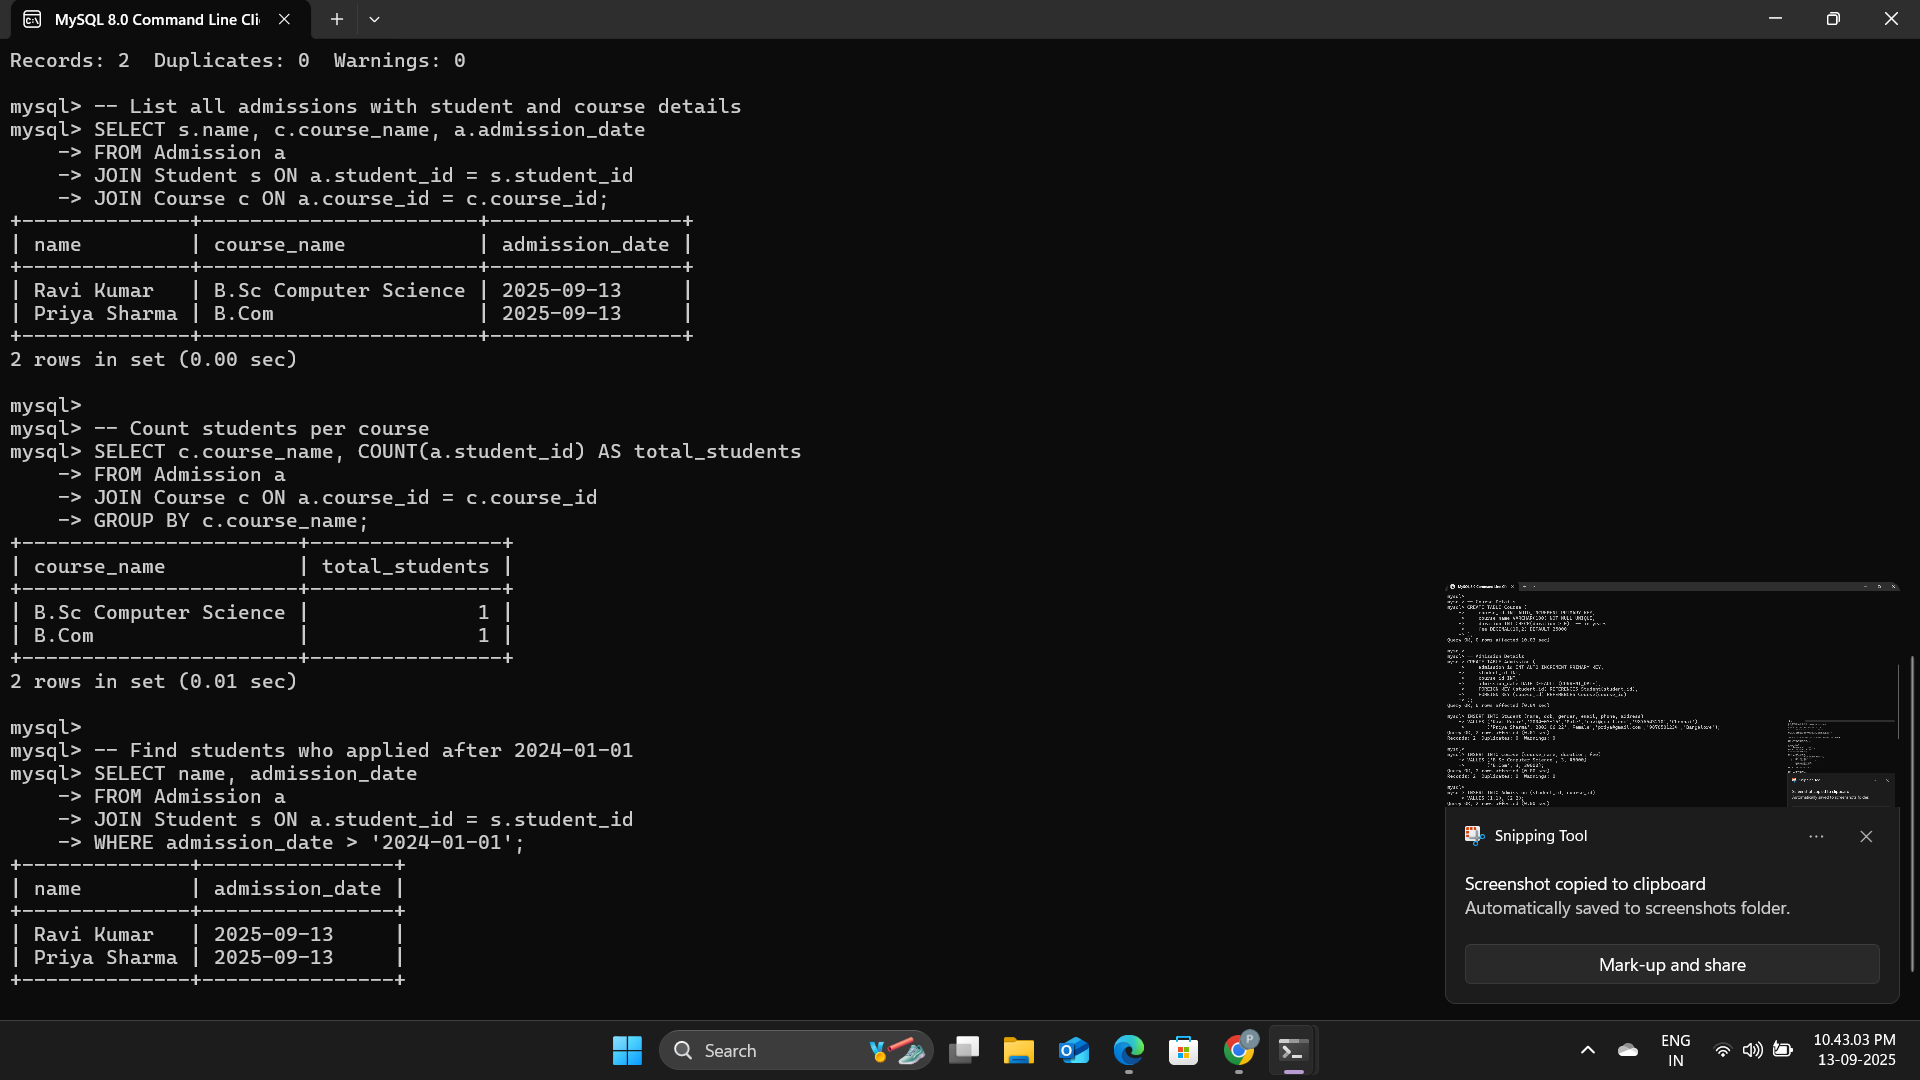 MySQL 8.0 Command Line Cli
Records: 2  Duplicates: 0  Warnings: 0
mysql> -- List all admissions with student and course details
mysql> SELECT s.name, c.course_name, a.admission_date
    -> FROM Admission a
    -> JOIN Student s ON a.student_id = s.student_id
    -> JOIN Course c ON a.course_id = c.course_id;
+--------------+-----------------------+----------------+
| name         | course_name           | admission_date |
+--------------+-----------------------+----------------+
| Ravi Kumar   | B.Sc Computer Science | 2025-09-13     |
| Priya Sharma | B.Com                 | 2025-09-13     |
+--------------+-----------------------+----------------+
2 rows in set (0.00 sec)
mysql>
mysql> -- Count students per course
mysql> SELECT c.course_name, COUNT(a.student_id) AS total_students
    -> FROM Admission a
    -> JOIN Course c ON a.course_id = c.course_id
    -> GROUP BY c.course_name;
+-----------------------+----------------+
| course_name           | total_students |
+-----------------------+----------------+
| B.Sc Computer Science |              1 |
| B.Com                 |              1 |
+-----------------------+----------------+
2 rows in set (0.01 sec)
mysql>
mysql> -- Find students who applied after 2024-01-01
mysql> SELECT name, admission_date
    -> FROM Admission a
    -> JOIN Student s ON a.student_id = s.student_id
    -> WHERE admission_date > '2024-01-01';
+--------------+----------------+
| name         | admission_date |
+--------------+----------------+
| Ravi Kumar   | 2025-09-13     |
| Priya Sharma | 2025-09-13     |
+--------------+----------------+
Snipping Tool
Screenshot copied to clipboard
Automatically saved to screenshots folder.
Mark-up and share
Search
P
ENG
IN
10.43.03 PM
13-09-2025